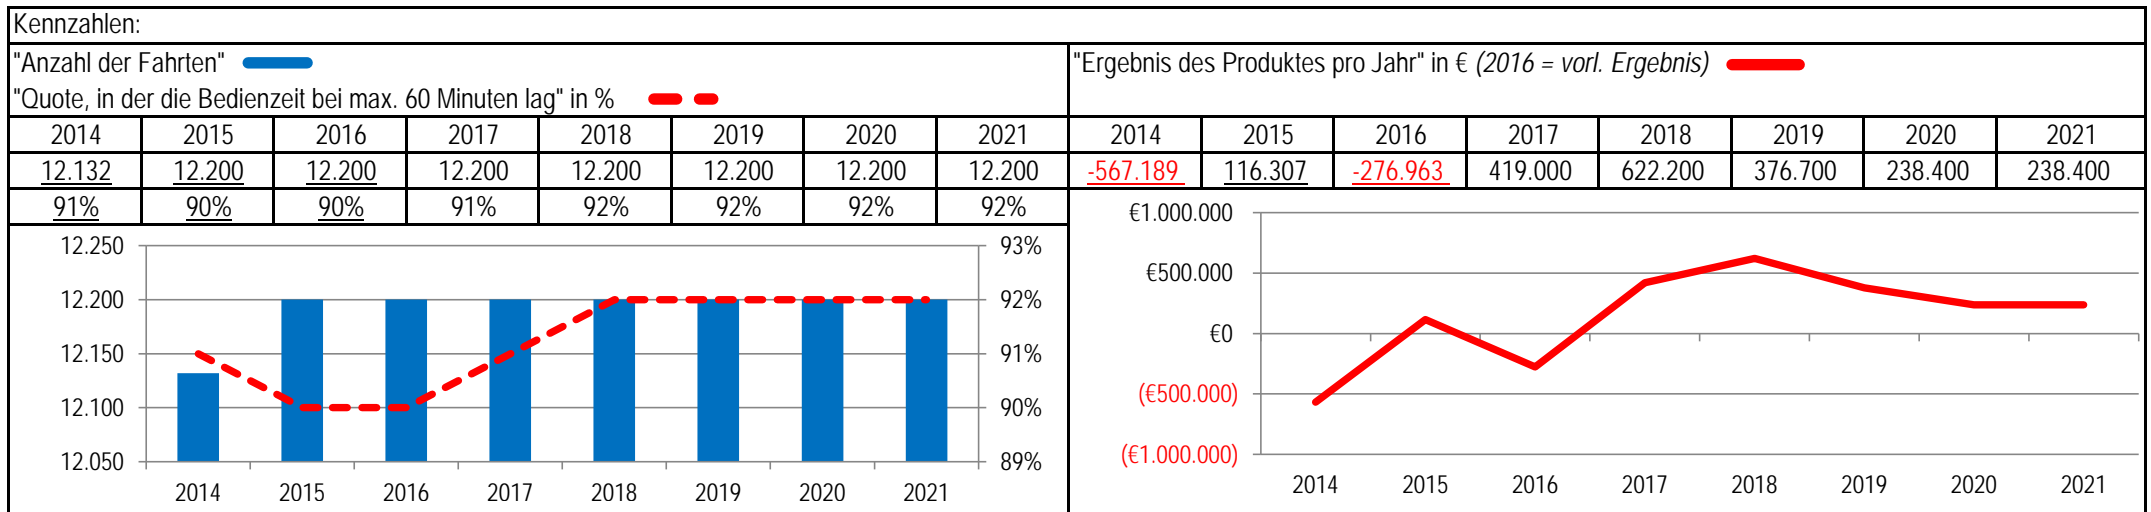 Kennzahlen:
"Anzahl der Fahrten"
"Quote, in der die Bedienzeit bei max. 60 Minuten lag" in %
2014 2015 2016 2017 2018 2019 2020 2021
12.132 12.200 12.200 12.200 12.200 12.200 12.200 12.200
91% 90% 90% 91% 92% 92% 92% 92%
12.250 93%
12.200 92%
12.150 91%
12.100 90%
12.050 89%
2014 2015 2016 2017 2018 2019 2020 2021
"Ergebnis des Produktes pro Jahr" in € (2016 = vorl. Ergebnis)
2014 2015 2016 2017 2018 2019 2020 2021
-567.189 116.307 -276.963 419.000 622.200 376.700 238.400 238.400
€1.000.000
€500.000
€0
(€500.000)
(€1.000.000)
2014 2015 2016 2017 2018 2019 2020 2021